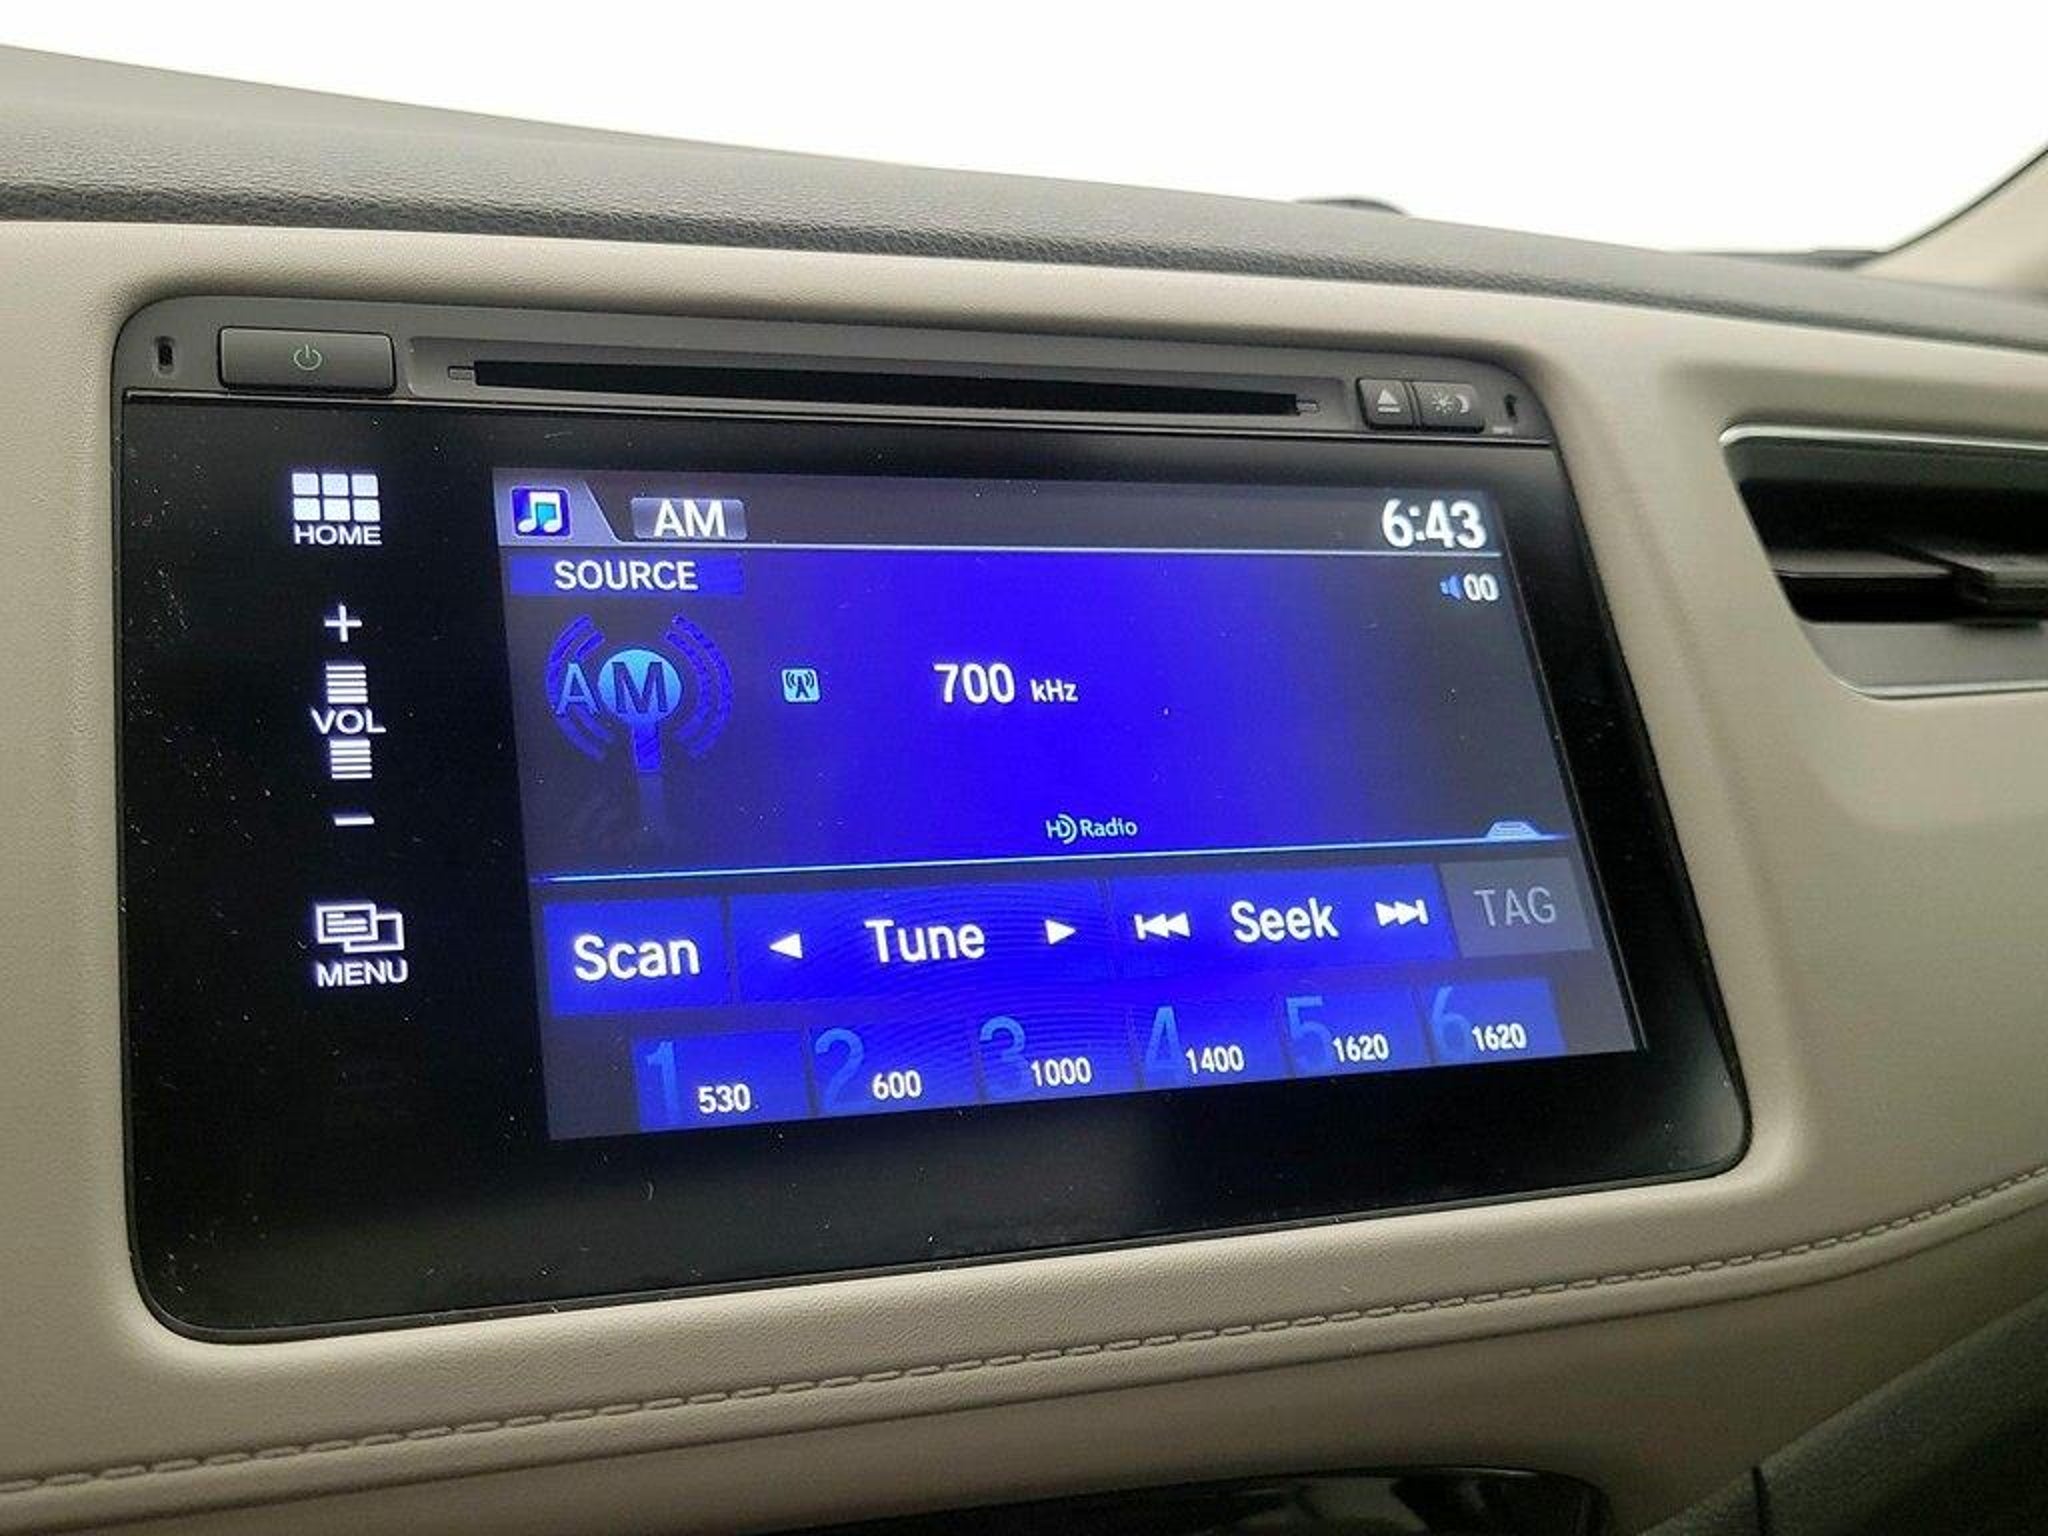 HOME
+
VOL
−
MENU
AM
6:43
SOURCE
00
AM
700 kHz
HD Radio
Scan
Tune
Seek
TAG
1 530
2 600
3 1000
4 1400
5 1620
6 1620